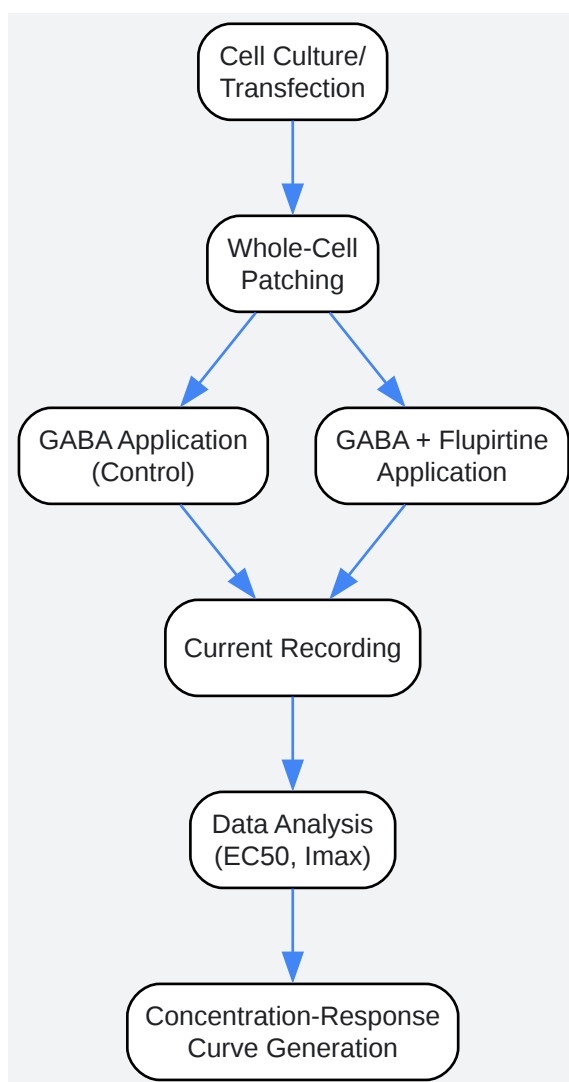 Cell Culture/
Transfection
Whole-Cell
Patching
GABA Application
(Control)
GABA + Flupirtine
Application
Current Recording
Data Analysis
(EC50, Imax)
Concentration-Response
Curve Generation